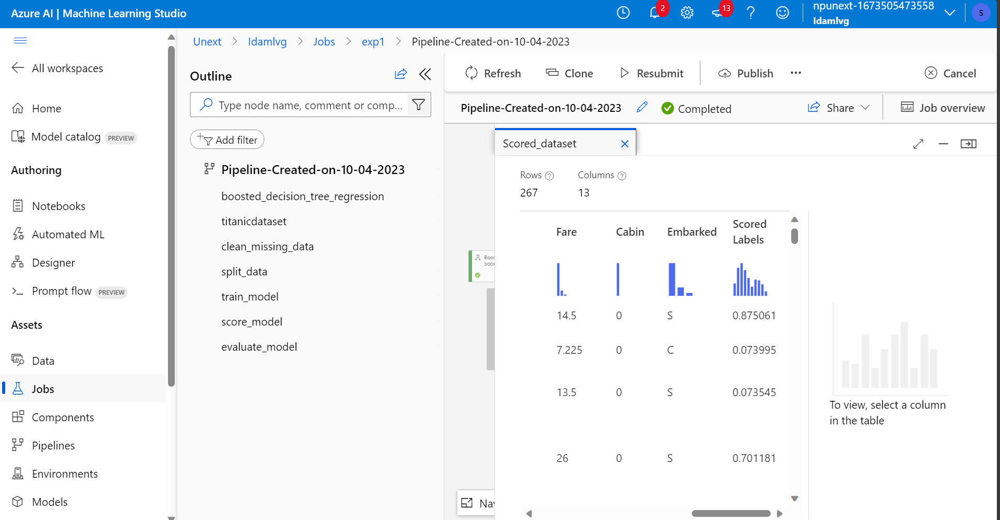 Azure AI | Machine Learning Studio
2
13
npunext-1673505473558
Idamlvg
S
All workspaces
Home
Model catalog PREVIEW
Authoring
Notebooks
Automated ML
Designer
Prompt flow PREVIEW
Assets
Data
Jobs
Components
Pipelines
Environments
Models
Unext > Idamlvg > Jobs > exp1 > Pipeline-Created-on-10-04-2023
Outline
Type node name, comment or comp...
Add filter
Pipeline-Created-on-10-04-2023
boosted_decision_tree_regression
titanicdataset
clean_missing_data
split_data
train_model
score_model
evaluate_model
Refresh Clone Resubmit Publish ... Cancel
Pipeline-Created-on-10-04-2023 Completed Share Job overview
Boos
boos
Nav
Scored_dataset
Rows ? Columns ?
267 13
Fare Cabin Embarked Scored Labels
14.5 0 S 0.875061
7.225 0 C 0.073995
13.5 0 S 0.073545
26 0 S 0.701181
To view, select a column
in the table